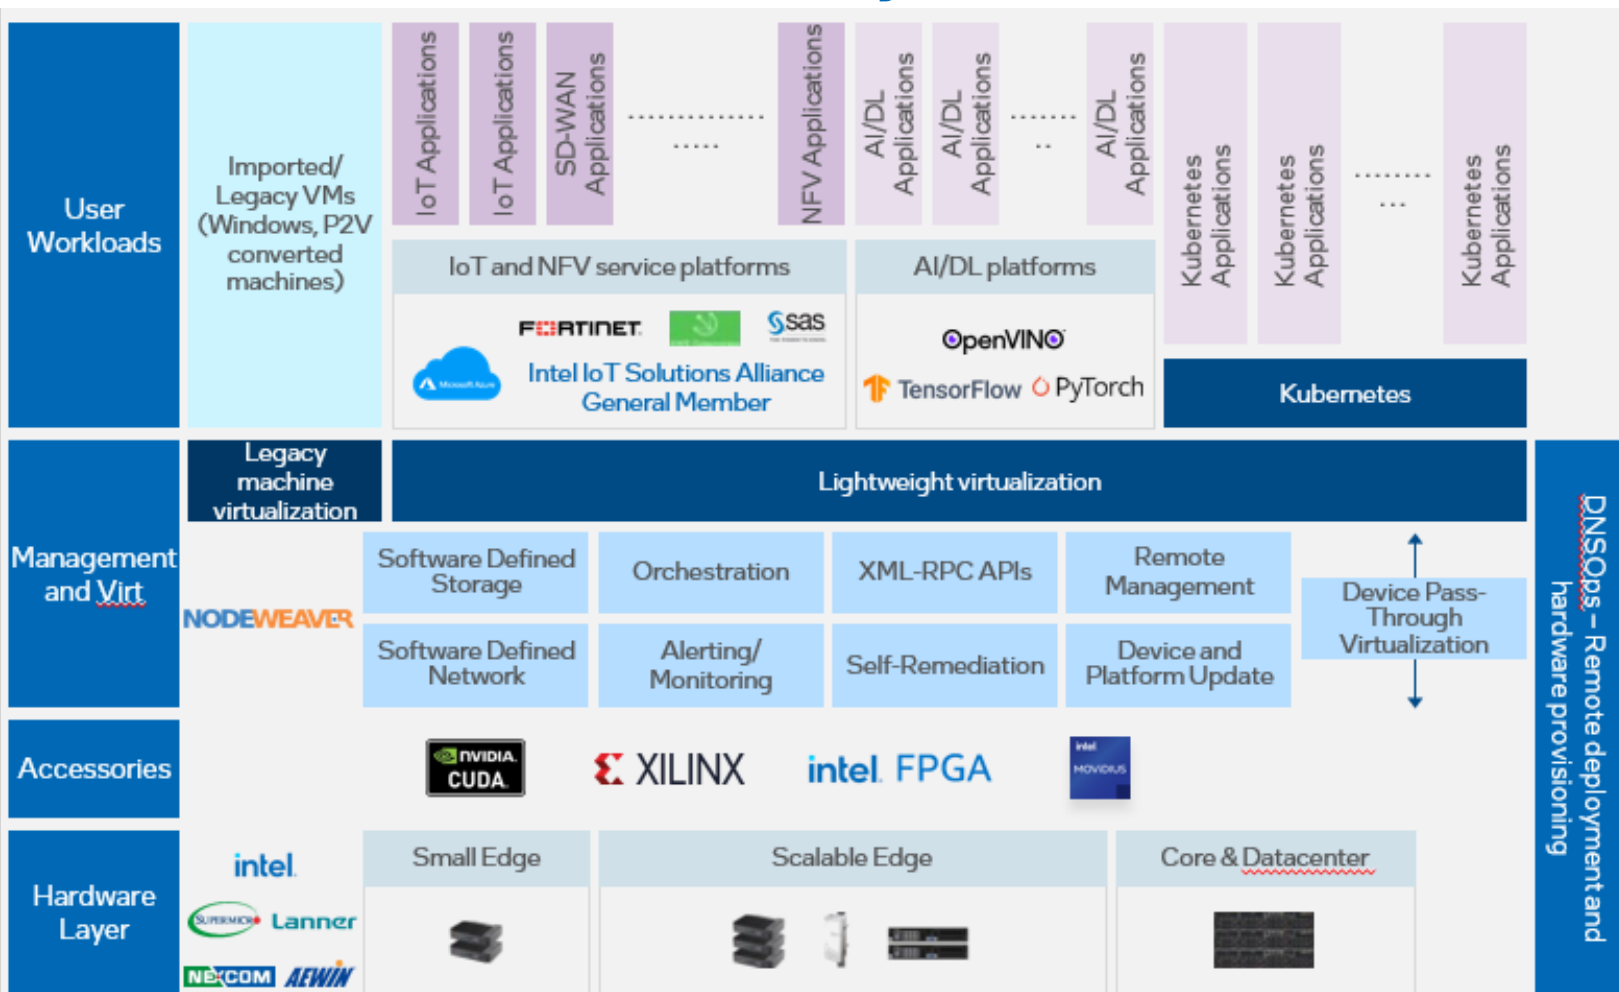 User
Workloads
Imported/
Legacy VMs
(Windows, P2V
converted
machines)
IoT Applications
IoT Applications
SD-WAN
Applications
..............
.....
NFV Applications
AI/DL
Applications
AI/DL
Applications
.......
..
AI/DL
Applications
Kubernetes
Applications
Kubernetes
Applications
........
...
Kubernetes
Applications
IoT and NFV service platforms
AI/DL platforms
FORTINET
sas
Microsoft Azure
Intel IoT Solutions Alliance
General Member
OpenVINO
TensorFlow
PyTorch
Kubernetes
Management
and Virt
Legacy
machine
virtualization
Lightweight virtualization
NODEWEAVER
Software Defined
Storage
Orchestration
XML-RPC APIs
Remote
Management
Software Defined
Network
Alerting/
Monitoring
Self-Remediation
Device and
Platform Update
Device Pass-
Through
Virtualization
DNSOps – Remote deployment and
hardware provisioning
Accessories
NVIDIA.
CUDA.
XILINX
intel. FPGA
intel
MOVIDIUS
Hardware
Layer
intel.
SUPERMICRO
Lanner
NEXCOM
AEWIN
Small Edge
Scalable Edge
Core & Datacenter